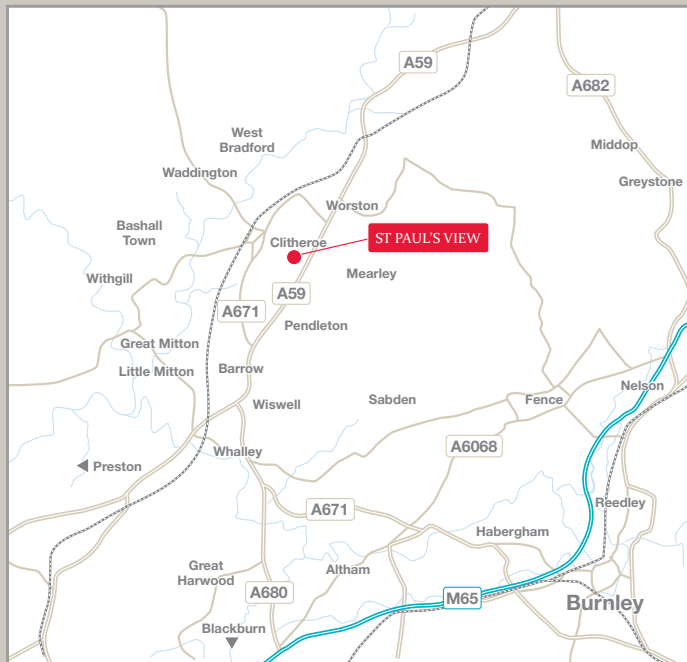 A59
A682
West
Bradford
Middop
Waddington
Greystone
Worston
Bashall
Town
Clitheroe
ST PAUL'S VIEW
Mearley
Withgill
A59
A671
Pendleton
Great Mitton
Little Mitton
Barrow
Nelson
Wiswell
Sabden
Fence
Whalley
A6068
Preston
A671
Reedley
Habergham
Great
Harwood
Altham
A680
M65
Burnley
Blackburn